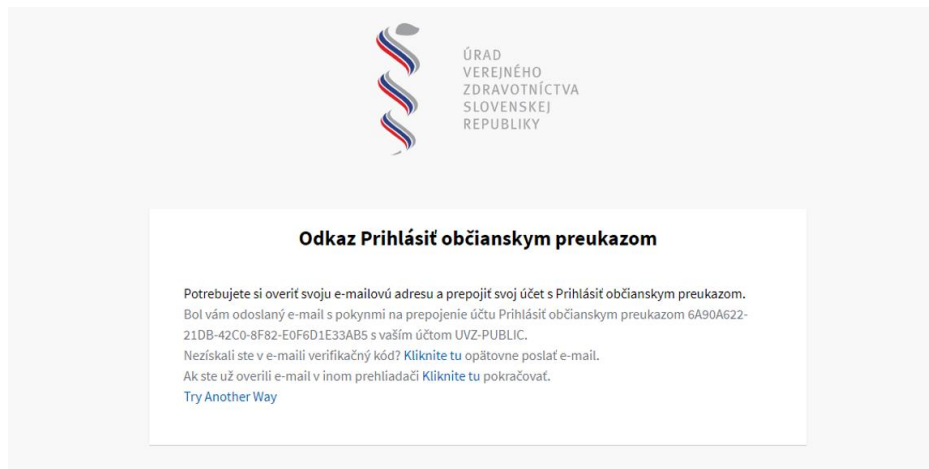 ÚRAD
VEREJNÉHO
ZDRAVOTNÍCTVA
SLOVENSKEJ
REPUBLIKY
Odkaz Prihlásiť občianskym preukazom
Potrebujete si overiť svoju e-mailovú adresu a prepojiť svoj účet s Prihlásiť občianskym preukazom.
Bol vám odoslaný e-mail s pokynmi na prepojenie účtu Prihlásiť občianskym preukazom 6A90A622-
21DB-42C0-8F82-E0F6D1E33AB5 s vaším účtom UVZ-PUBLIC.
Nezískali ste v e-maili verifikačný kód? Kliknite tu opätovne poslať e-mail.
Ak ste už overili e-mail v inom prehliadači Kliknite tu pokračovať.
Try Another Way